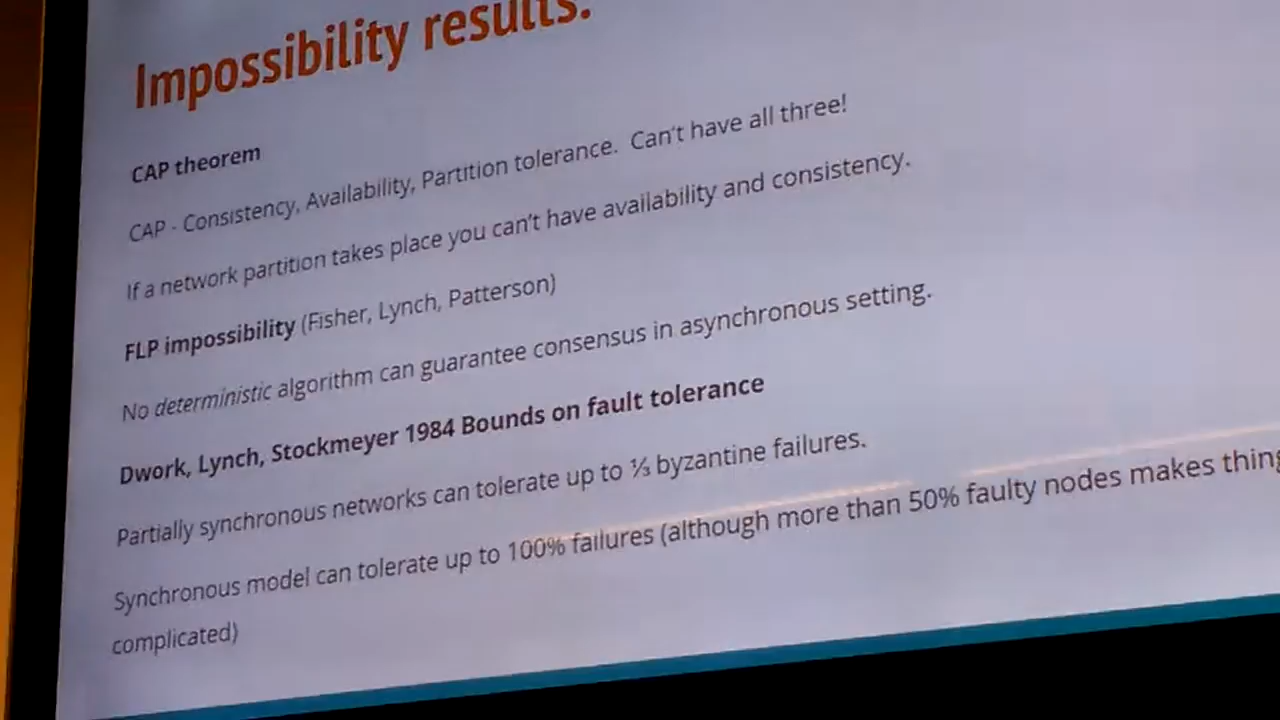 Impossibility results.
CAP theorem
CAP - Consistency, Availability, Partition tolerance. Can't have all three!
If a network partition takes place you can't have availability and consistency.
FLP impossibility (Fisher, Lynch, Patterson)
No deterministic algorithm can guarantee consensus in asynchronous setting.
Dwork, Lynch, Stockmeyer 1984 Bounds on fault tolerance
Partially synchronous networks can tolerate up to ⅓ byzantine failures.
Synchronous model can tolerate up to 100% failures (although more than 50% faulty nodes makes thing
complicated)